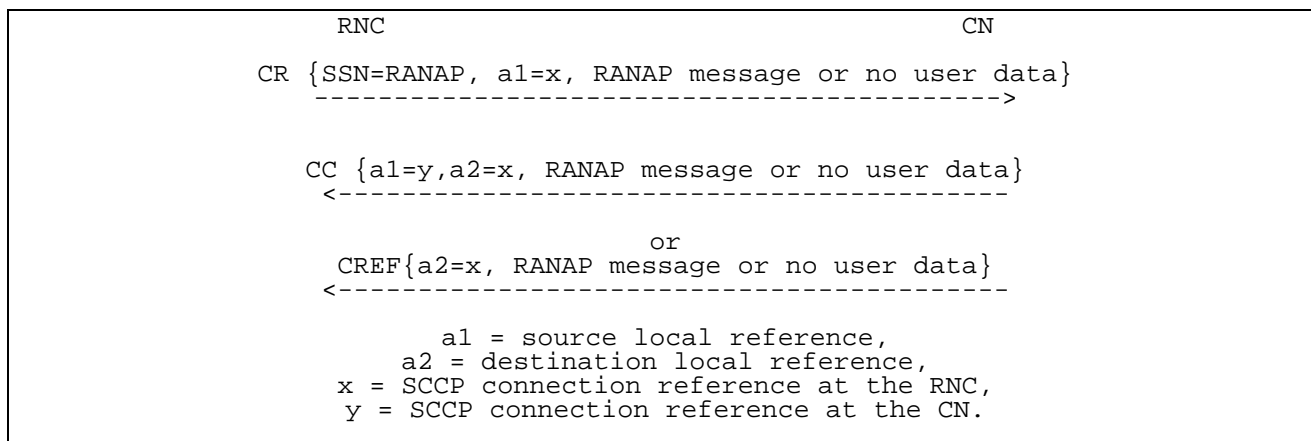 RNC CN
CR {SSN=RANAP, a1=x, RANAP message or no user data}
------------------------------------------->
CC {a1=y,a2=x, RANAP message or no user data}
<------------------------------------------
or
CREF{a2=x, RANAP message or no user data}
<------------------------------------------
a1 = source local reference,
a2 = destination local reference,
x = SCCP connection reference at the RNC,
y = SCCP connection reference at the CN.